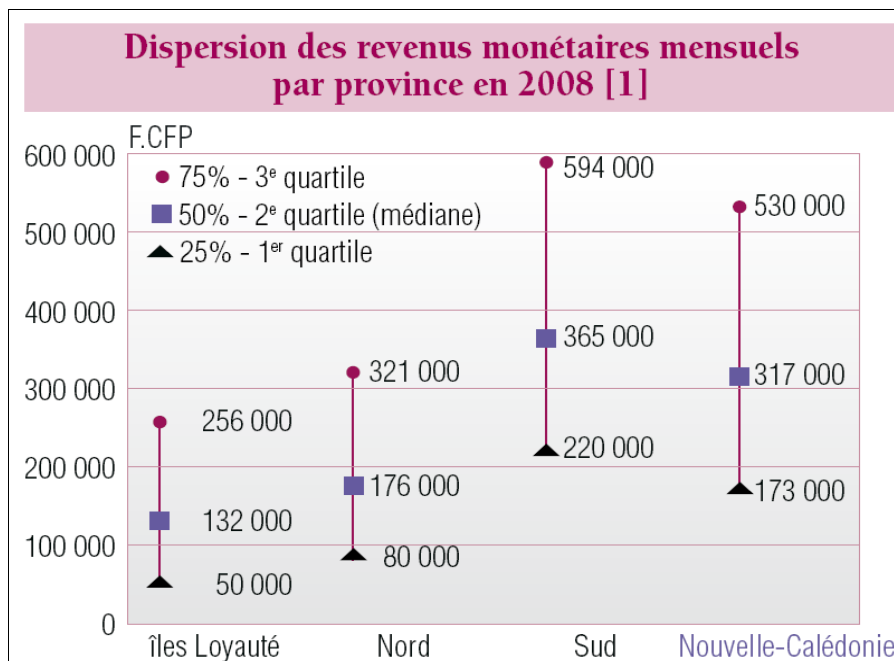 Dispersion des revenus monétaires mensuels
par province en 2008 [1]
F.CFP
600 000
500 000
400 000
300 000
200 000
100 000
0
75% - 3e quartile
50% - 2e quartile (médiane)
25% - 1er quartile
256 000
132 000
50 000
321 000
176 000
80 000
594 000
365 000
220 000
530 000
317 000
173 000
îles Loyauté
Nord
Sud
Nouvelle-Calédonie